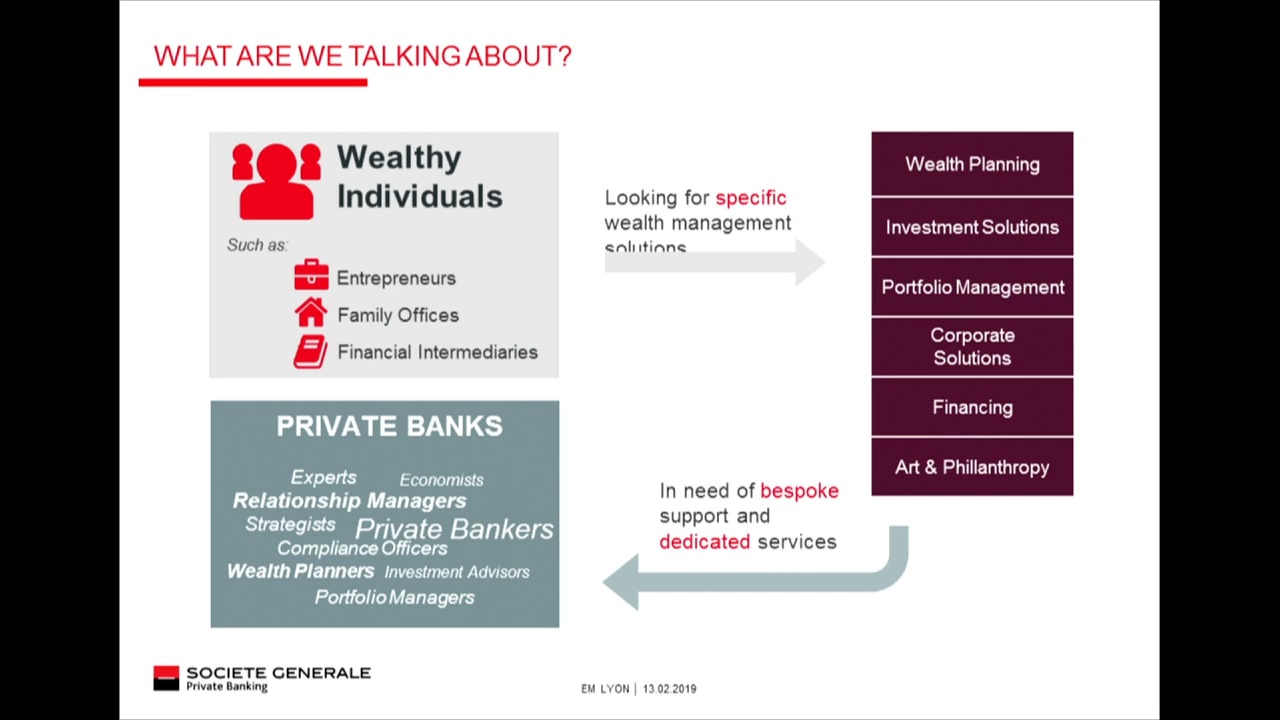 WHAT ARE WE TALKING ABOUT?
Wealthy
Individuals
Such as:
Entrepreneurs
Family Offices
Financial Intermediaries
Looking for specific
wealth management
solutions
Wealth Planning
Investment Solutions
Portfolio Management
Corporate
Solutions
Financing
Art & Phillanthropy
PRIVATE BANKS
Experts Economists
Relationship Managers
Strategists Private Bankers
Compliance Officers
Wealth Planners Investment Advisors
Portfolio Managers
In need of bespoke
support and
dedicated services
SOCIETE GENERALE
Private Banking
EM LYON | 13.02.2019